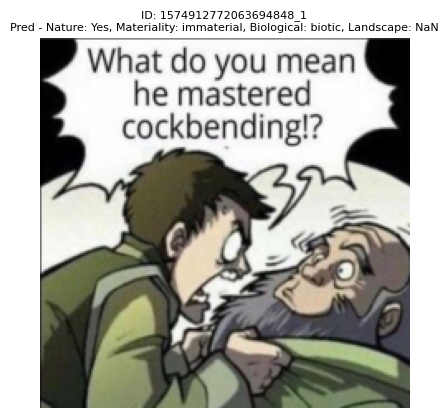 ID: 1574912772063694848_1
Pred - Nature: Yes, Materiality: immaterial, Biological: biotic, Landscape: NaN
What do you mean
he mastered
cockbending!?